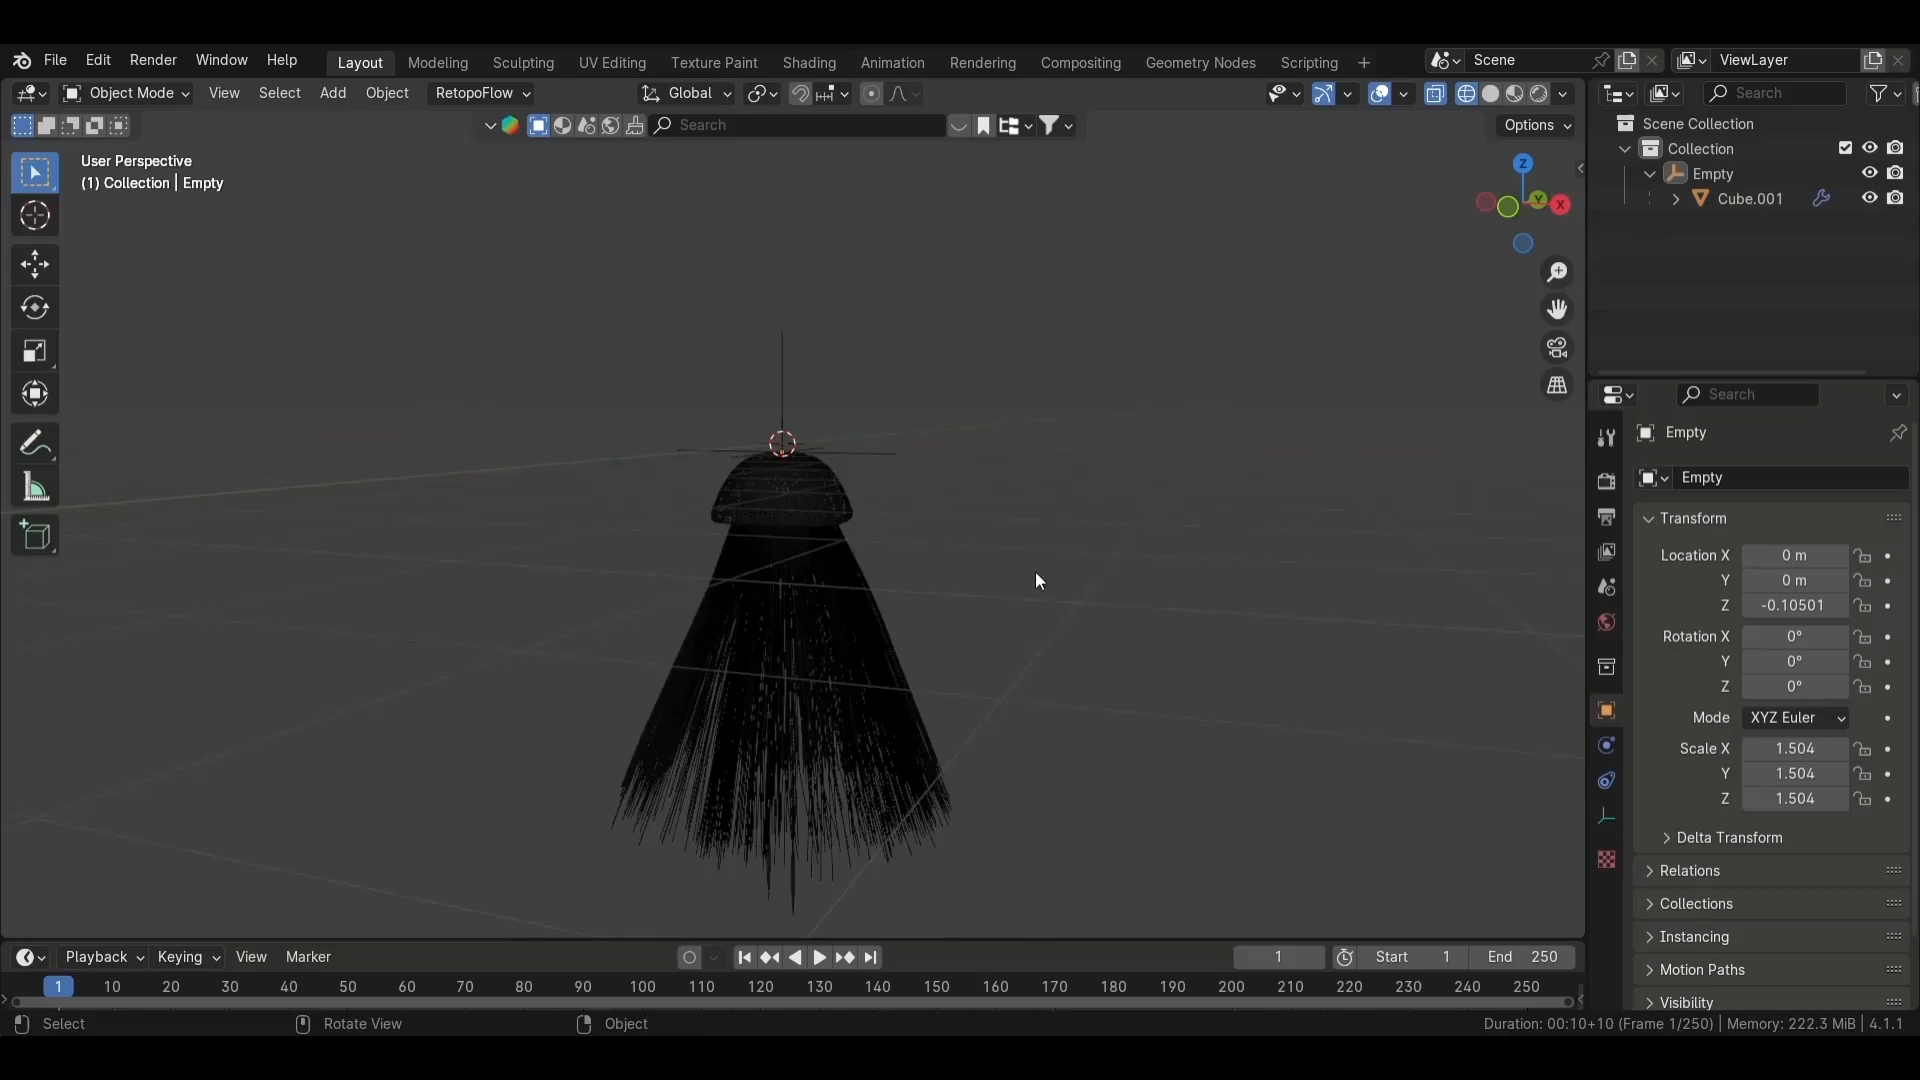 File Edit Render Window Help Layout Modeling Sculpting UV Editing Texture Paint Shading Animation Rendering Compositing Geometry Nodes Scripting + Scene ViewLayer
Object Mode View Select Add Object RetopoFlow Global Search
Search Options
User Perspective
(1) Collection | Empty
Z
Y
X
Scene Collection
Collection
Empty
Cube.001
Search
Empty
Empty
Transform
Location X 0 m
Y 0 m
Z -0.10501
Rotation X 0°
Y 0°
Z 0°
Mode XYZ Euler
Scale X 1.504
Y 1.504
Z 1.504
Delta Transform
Relations
Collections
Instancing
Motion Paths
Visibility
Playback Keying View Marker 1 Start 1 End 250
1 10 20 30 40 50 60 70 80 90 100 110 120 130 140 150 160 170 180 190 200 210 220 230 240 250
Select Rotate View Object Duration: 00:10+10 (Frame 1/250) | Memory: 222.3 MiB | 4.1.1